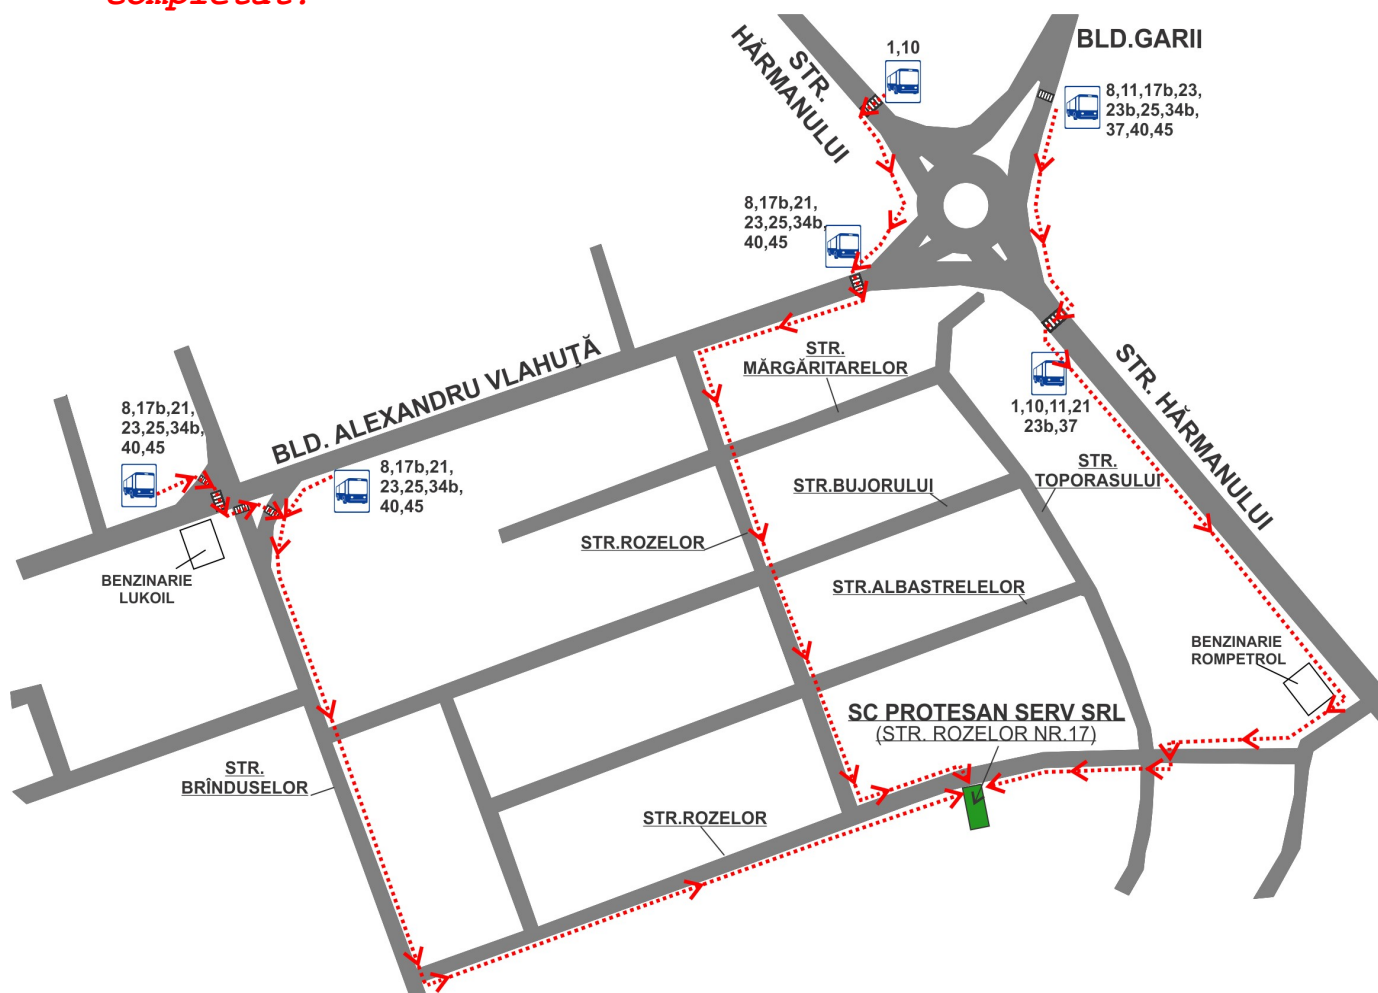 completat.
BLD.GARII
STR.
HĂRMANULUI
1,10
8,11,17b,23,
23b,25,34b,
37,40,45
8,17b,21,
23,25,34b,
40,45
STR.
MĂRGĂRITARELOR
BLD. ALEXANDRU VLAHUŢĂ
STR. HĂRMANULUI
1,10,11,21
23b,37
8,17b,21,
23,25,34b,
40,45
8,17b,21,
23,25,34b,
40,45
STR.
TOPORASULUI
STR.BUJORULUI
STR.ROZELOR
BENZINARIE
LUKOIL
STR.ALBASTRELELOR
BENZINARIE
ROMPETROL
SC PROTESAN SERV SRL
(STR. ROZELOR NR.17)
STR.
BRÎNDUSELOR
STR.ROZELOR